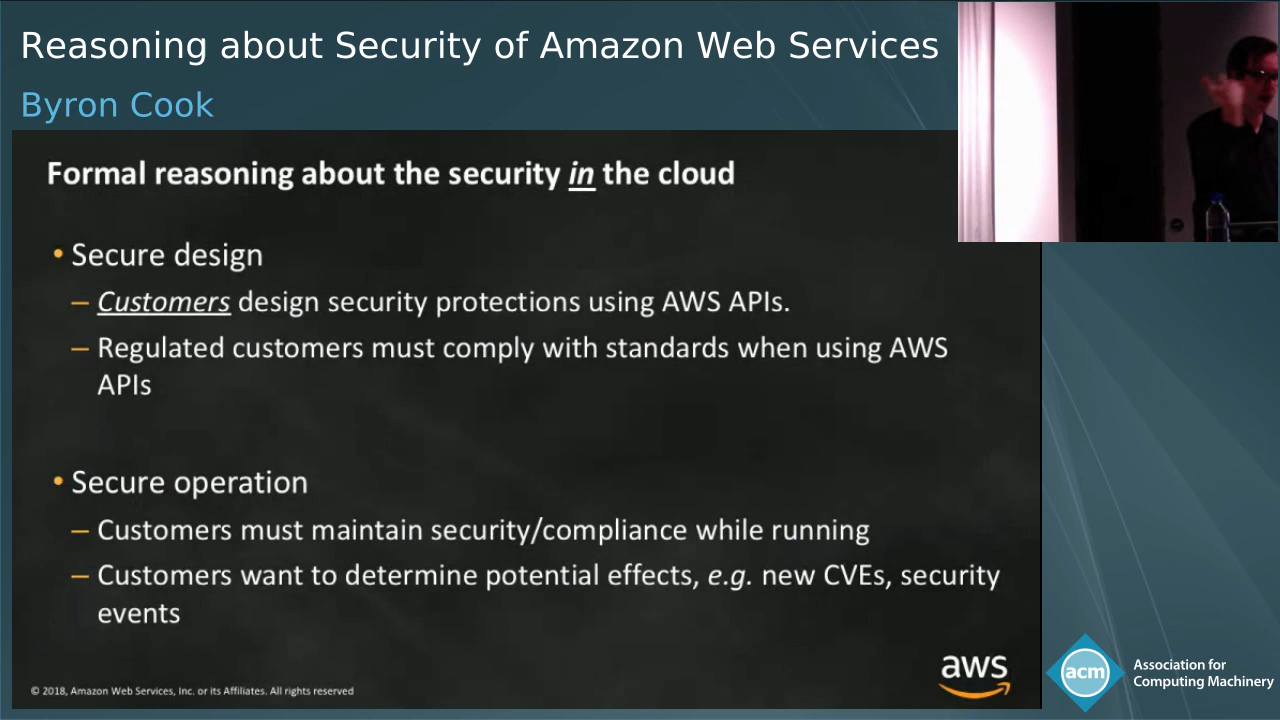 Reasoning about Security of Amazon Web Services
Byron Cook
Formal reasoning about the security in the cloud
• Secure design
– Customers design security protections using AWS APIs.
– Regulated customers must comply with standards when using AWS
APIs
• Secure operation
– Customers must maintain security/compliance while running
– Customers want to determine potential effects, e.g. new CVEs, security
events
© 2018, Amazon Web Services, Inc. or its Affiliates. All rights reserved
aws
acm
Association for
Computing Machinery